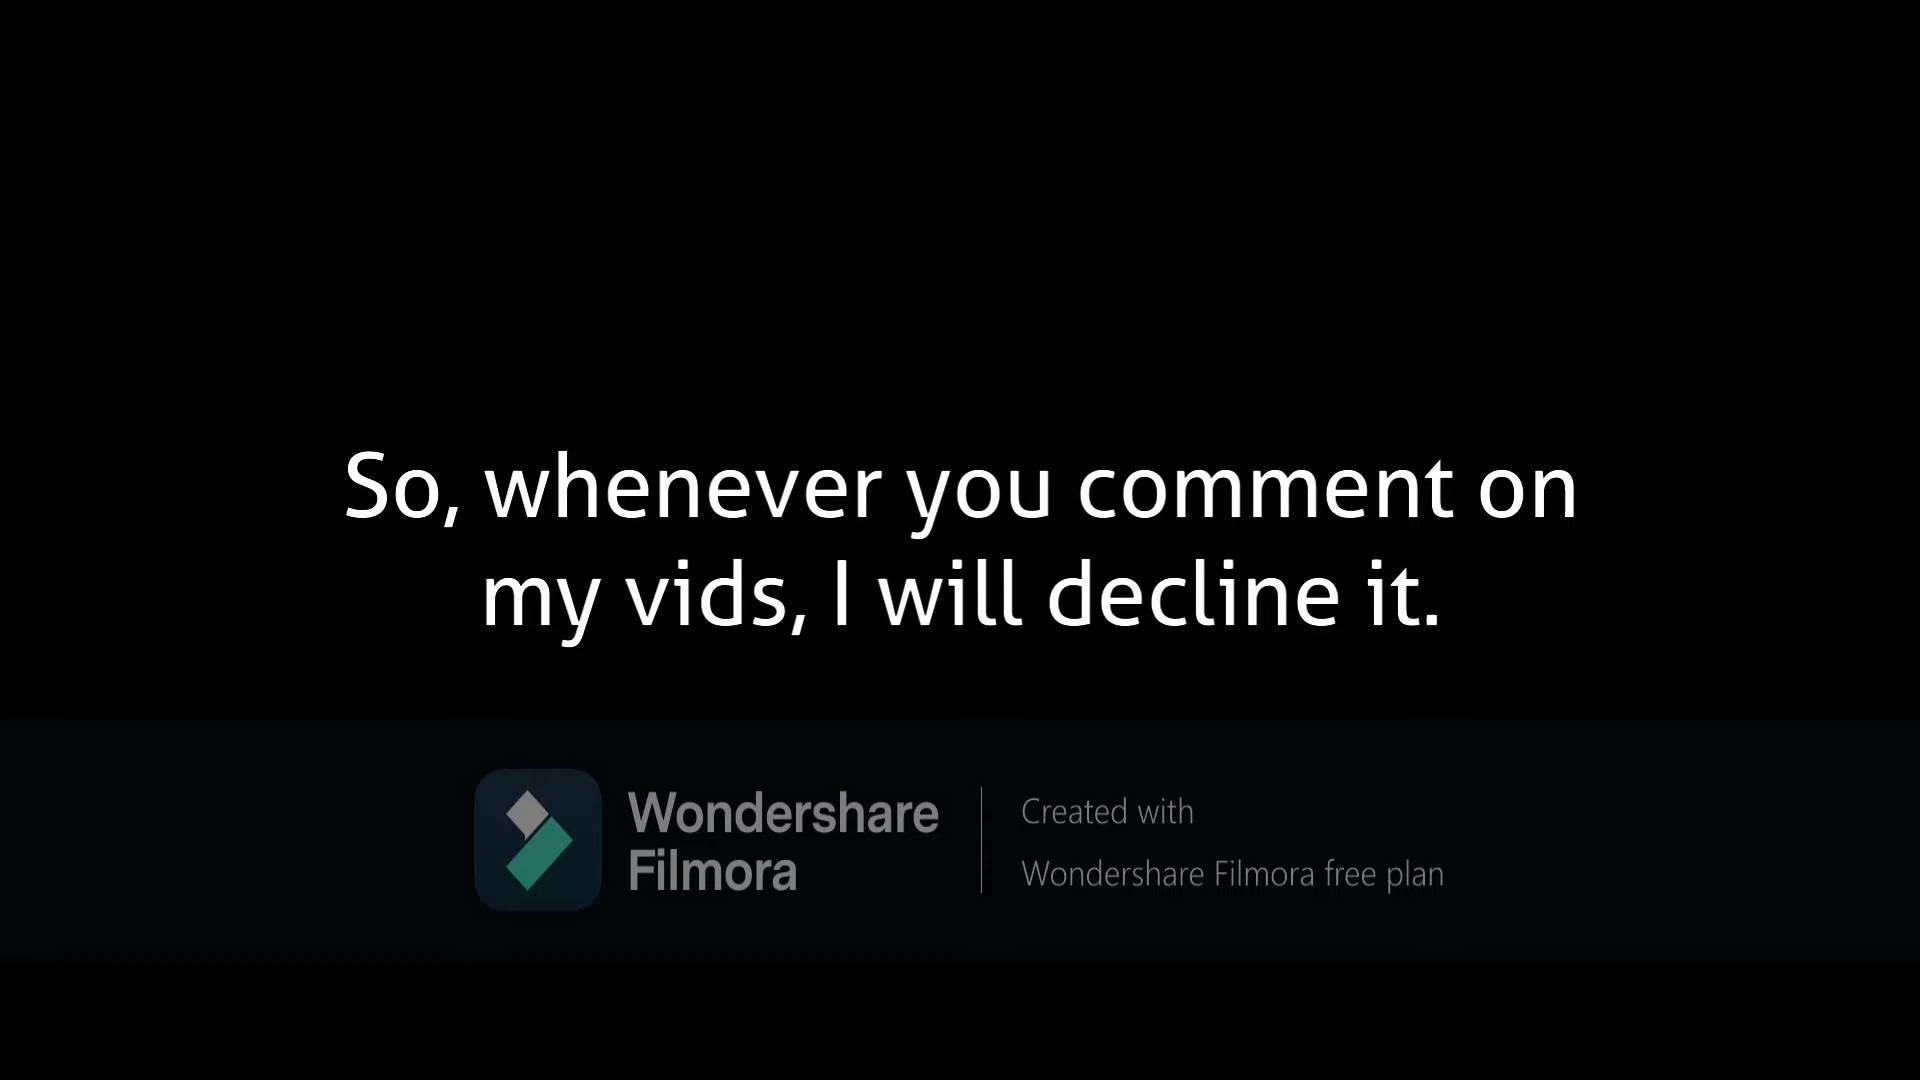 So, whenever you comment on
my vids, I will decline it.
Wondershare
Filmora
Created with
Wondershare Filmora free plan